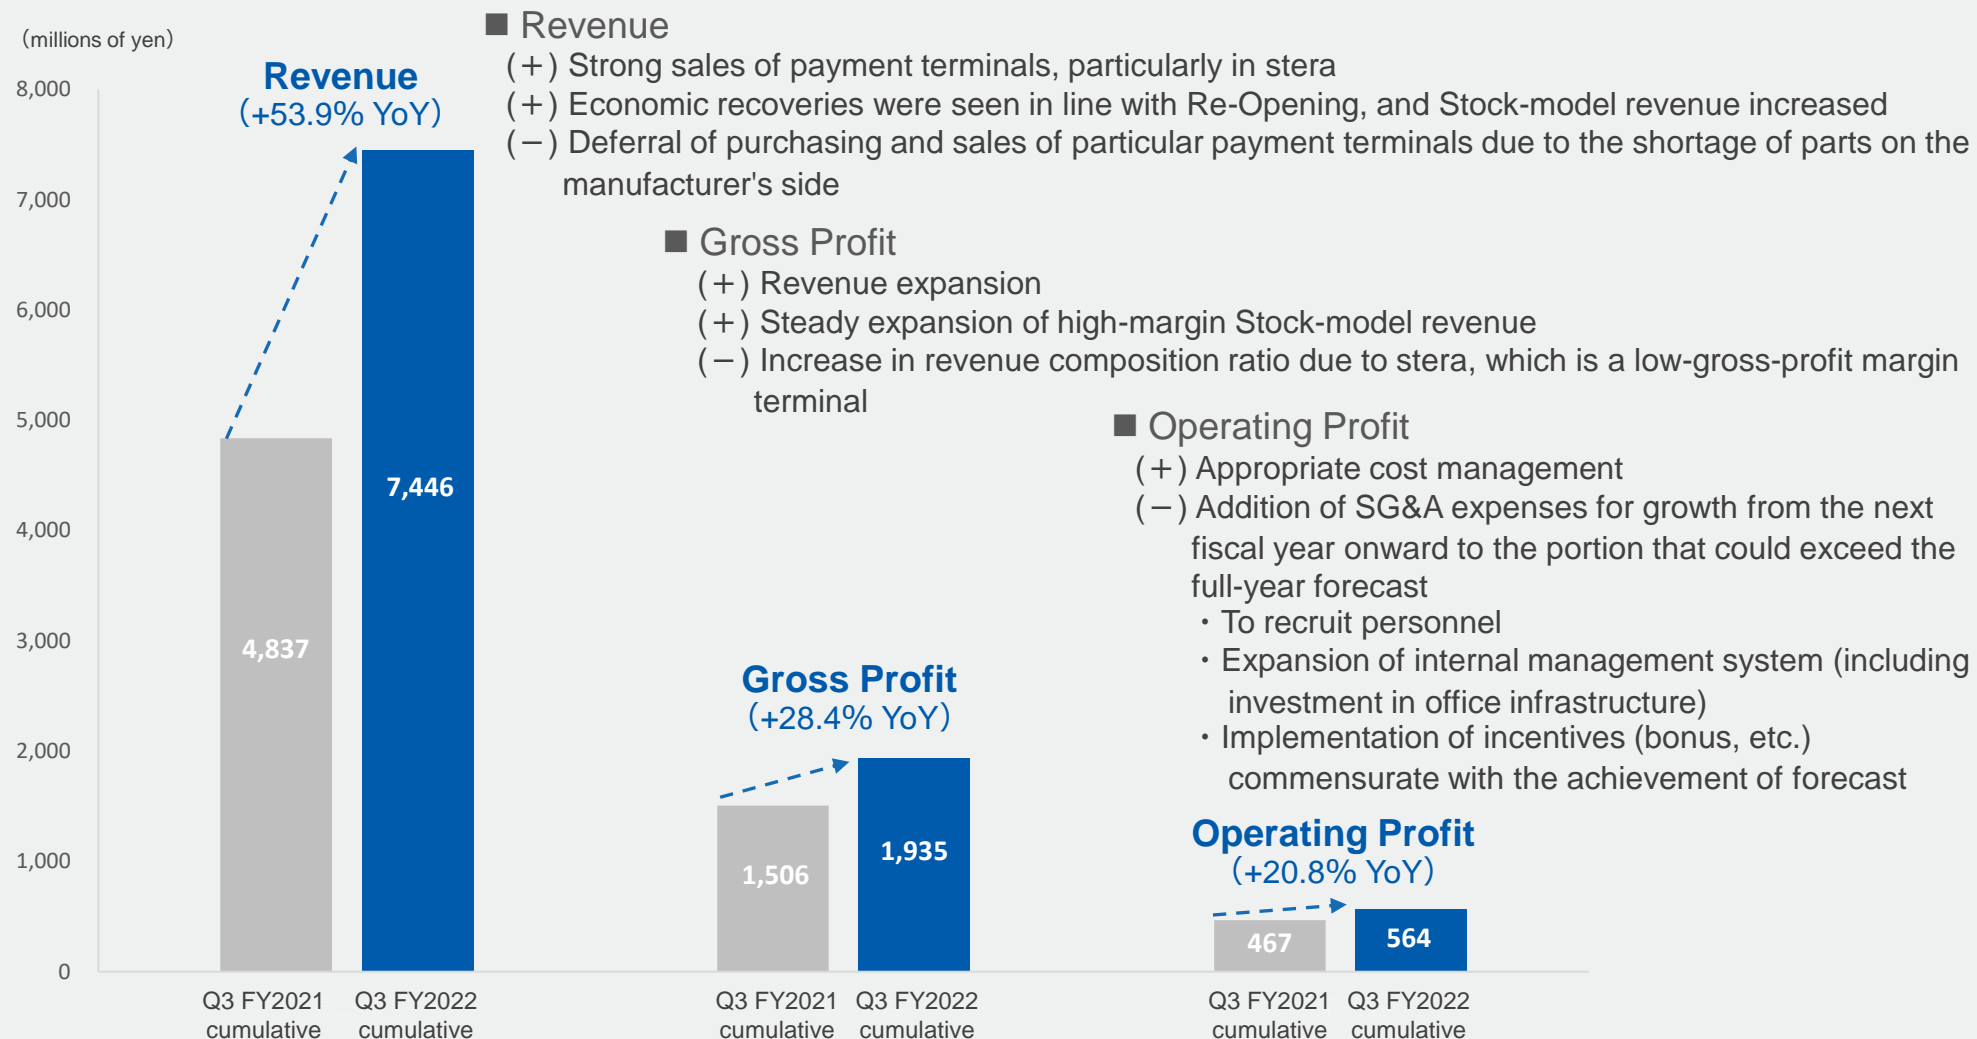 （millions of yen）
■ Revenue
(＋) Strong sales of payment terminals, particularly in stera
(＋) Economic recoveries were seen in line with Re-Opening, and Stock-model revenue increased
(－) Deferral of purchasing and sales of particular payment terminals due to the shortage of parts on the
manufacturer's side
Revenue
（+53.9% YoY）
■ Gross Profit
(＋) Revenue expansion
(＋) Steady expansion of high-margin Stock-model revenue
(－) Increase in revenue composition ratio due to stera, which is a low-gross-profit margin
terminal
■ Operating Profit
(＋) Appropriate cost management
(－) Addition of SG&A expenses for growth from the next
fiscal year onward to the portion that could exceed the
full-year forecast
・To recruit personnel
・Expansion of internal management system (including
investment in office infrastructure)
・Implementation of incentives (bonus, etc.)
commensurate with the achievement of forecast
8,000
7,000
6,000
5,000
4,000
3,000
2,000
1,000
0
4,837
7,446
Gross Profit
（+28.4% YoY）
1,506
1,935
Operating Profit
（+20.8% YoY）
467
564
Q3 FY2021
cumulative
Q3 FY2022
cumulative
Q3 FY2021
cumulative
Q3 FY2022
cumulative
Q3 FY2021
cumulative
Q3 FY2022
cumulative